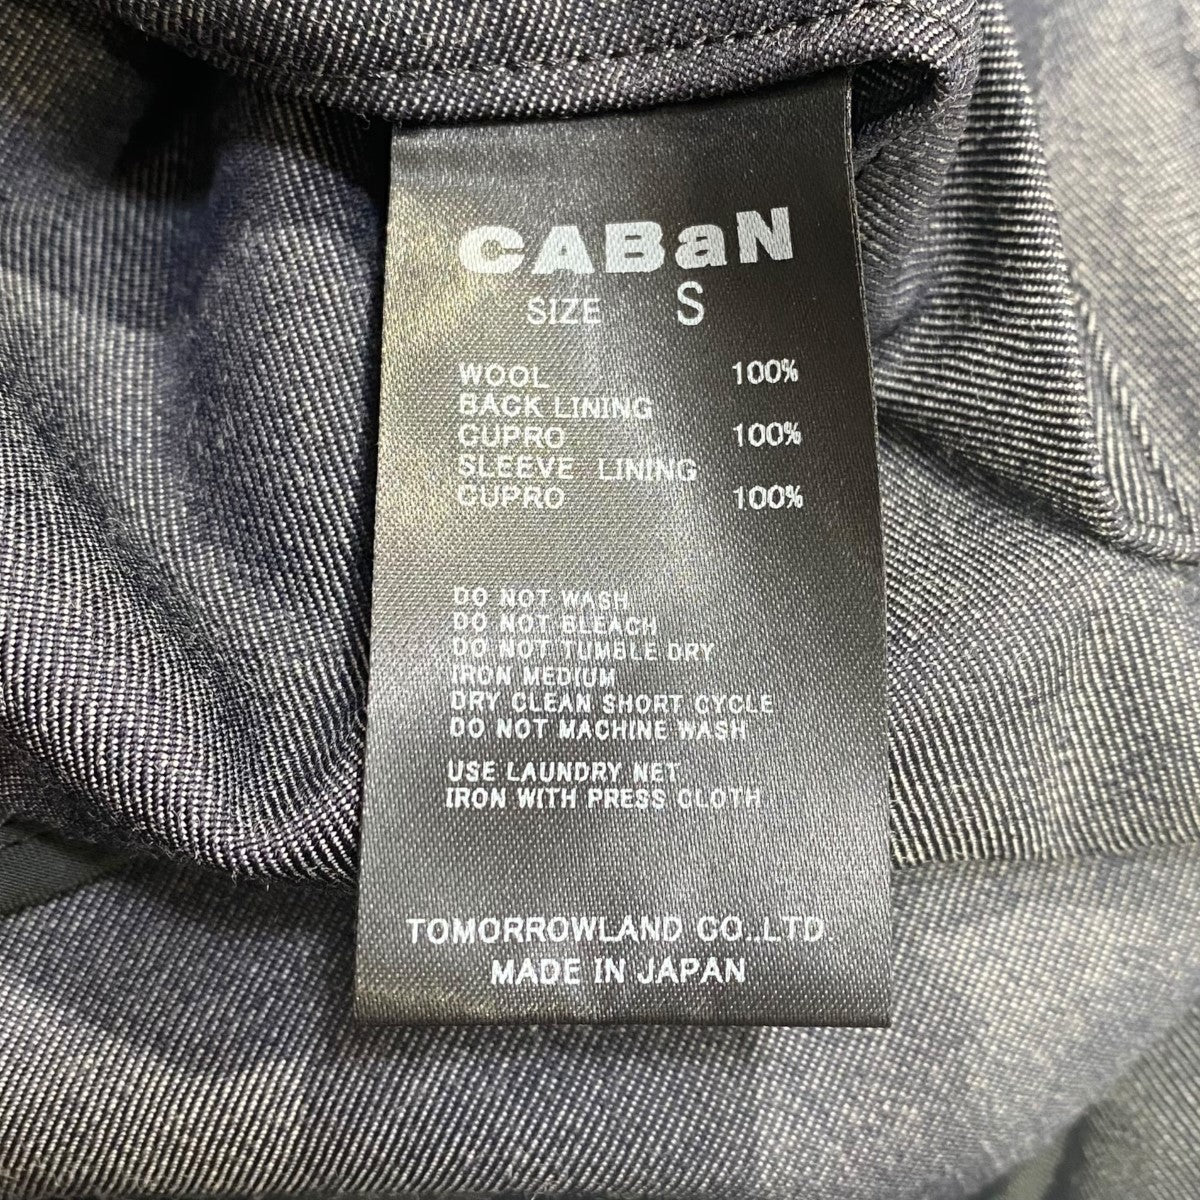 CABaN
SIZE S
WOOL 100%
BACK LINING
CUPRO 100%
SLEEVE LINING
CUPRO 100%
DO NOT WASH
DO NOT BLEACH
DO NOT TUMBLE DRY
IRON MEDIUM
DRY CLEAN SHORT CYCLE
DO NOT MACHINE WASH
USE LAUNDRY NET
IRON WITH PRESS CLOTH
TOMORROWLAND CO.,LTD.
MADE IN JAPAN